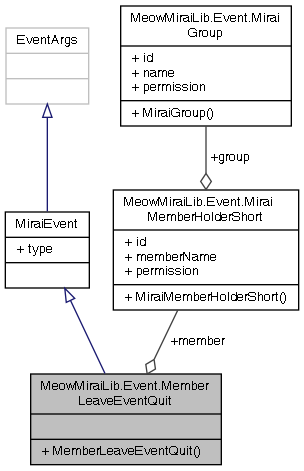 MeowMiraiLib.Event.Mirai
Group
+ id
+ name
+ permission
+ MiraiGroup()
EventArgs
+group
MiraiEvent
+ type
MeowMiraiLib.Event.Mirai
MemberHolderShort
+ id
+ memberName
+ permission
+ MiraiMemberHolderShort()
+member
MeowMiraiLib.Event.Member
LeaveEventQuit
+ MemberLeaveEventQuit()